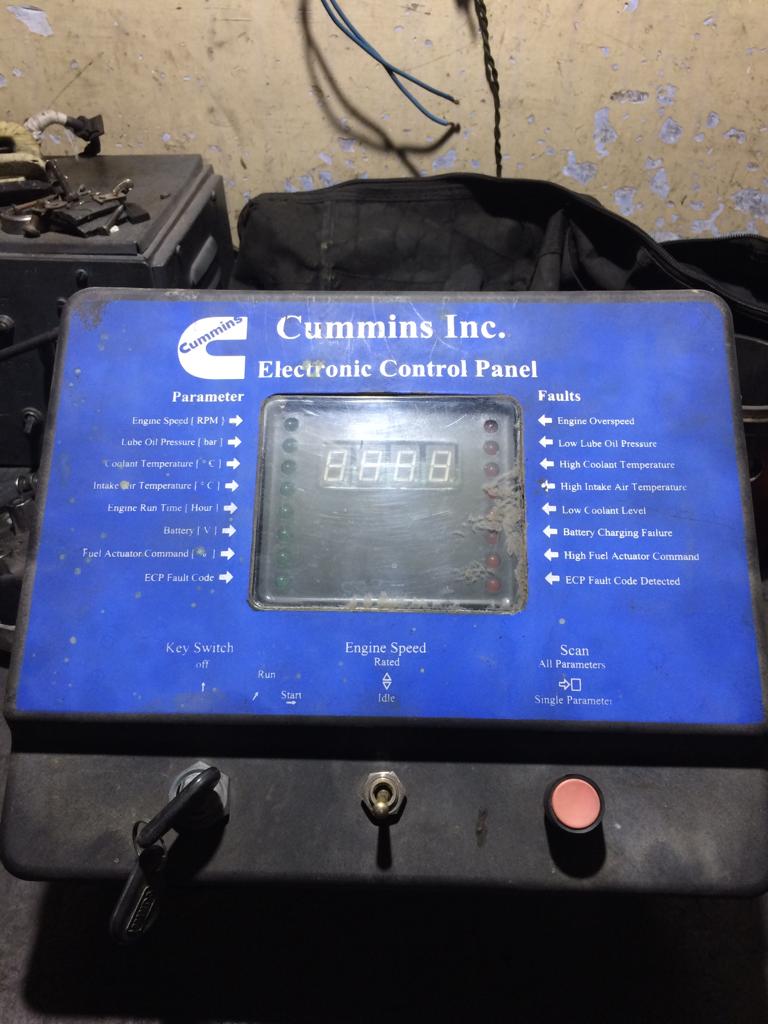 Cummins
Cummins Inc.
Electronic Control Panel
Parameter
Engine Speed [ RPM ]
Lube Oil Pressure [ bar ]
Coolant Temperature [ ° C ]
Intake Air Temperature [ ° C ]
Engine Run Time [ Hour ]
Battery [ V ]
Fuel Actuator Command [ % ]
ECP Fault Code
Faults
Engine Overspeed
Low Lube Oil Pressure
High Coolant Temperature
High Intake Air Temperature
Low Coolant Level
Battery Charging Failure
High Fuel Actuator Command
ECP Fault Code Detected
Key Switch
off
Run
Start
Engine Speed
Rated
Idle
Scan
All Parameters
Single Parameter